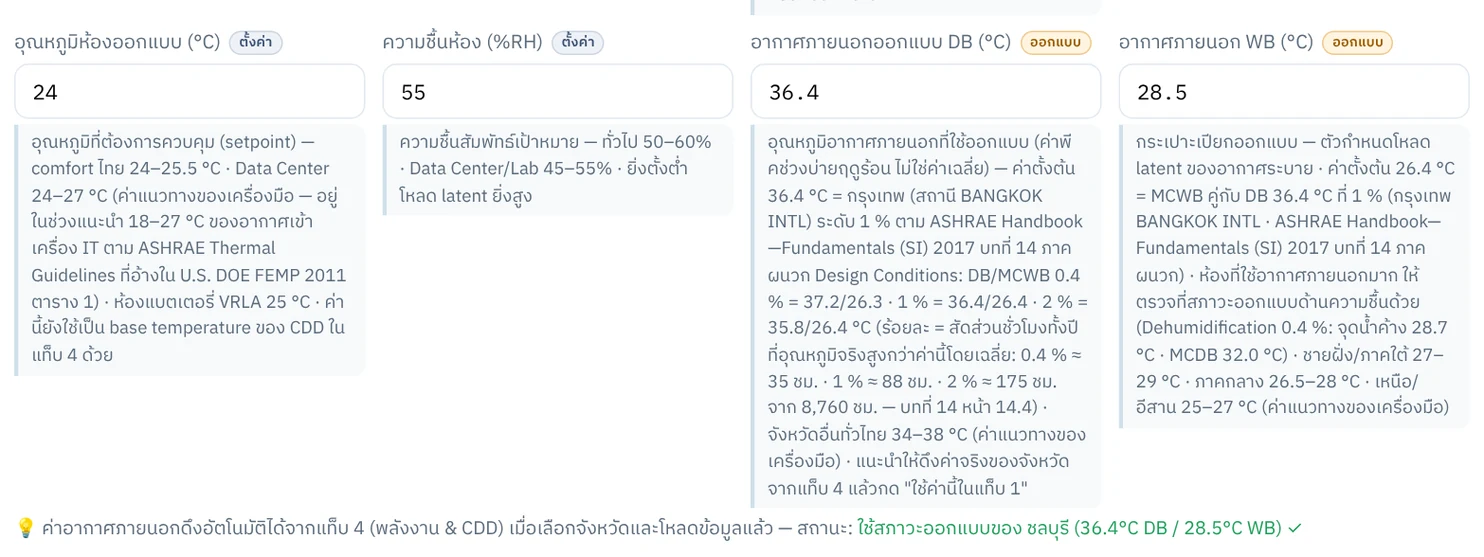 อุณหภูมิห้องออกแบบ (°C) ตั้งค่า
24
อุณหภูมิที่ต้องการควบคุม (setpoint) —
comfort ไทย 24–25.5 °C · Data Center
24–27 °C (ค่าแนวทางของเครื่องมือ — อยู่
ในช่วงแนะนำ 18–27 °C ของอากาศเข้า
เครื่อง IT ตาม ASHRAE Thermal
Guidelines ที่อ้างใน U.S. DOE FEMP 2011
ตาราง 1) · ห้องแบตเตอรี่ VRLA 25 °C · ค่า
นี้ยังใช้เป็น base temperature ของ CDD ใน
แท็บ 4 ด้วย
ความชื้นห้อง (%RH) ตั้งค่า
55
ความชื้นสัมพัทธ์เป้าหมาย — ทั่วไป 50–60%
· Data Center/Lab 45–55% · ยิ่งตั้งต่ำ
โหลด latent ยิ่งสูง
อากาศภายนอกออกแบบ DB (°C) ออกแบบ
36.4
อุณหภูมิอากาศภายนอกที่ใช้ออกแบบ (ค่าพี
คช่วงบ่ายฤดูร้อน ไม่ใช้ค่าเฉลี่ย) — ค่าตั้งต้น
36.4 °C = กรุงเทพ (สถานี BANGKOK
INTL) ระดับ 1 % ตาม ASHRAE Handbook
—Fundamentals (SI) 2017 บทที่ 14 ภาค
ผนวก Design Conditions: DB/MCWB 0.4
% = 37.2/26.3 · 1 % = 36.4/26.4 · 2 % =
35.8/26.4 °C (ร้อยละ = สัดส่วนชั่วโมงทั้งปี
ที่อุณหภูมิจริงสูงกว่าค่านี้โดยเฉลี่ย: 0.4 % ≈
35 ชม. · 1 % ≈ 88 ชม. · 2 % ≈ 175 ชม.
จาก 8,760 ชม. — บทที่ 14 หน้า 14.4) ·
จังหวัดอื่นทั่วไทย 34–38 °C (ค่าแนวทางของ
เครื่องมือ) · แนะนำให้ดึงค่าจริงของจังหวัด
จากแท็บ 4 แล้วกด "ใช้ค่านี้ในแท็บ 1"
อากาศภายนอก WB (°C) ออกแบบ
28.5
กระเปาะเปียกออกแบบ — ตัวกำหนดโหลด
latent ของอากาศระบาย · ค่าตั้งต้น 26.4 °C
= MCWB คู่กับ DB 36.4 °C ที่ 1 % (กรุงเทพ
BANGKOK INTL · ASHRAE Handbook—
Fundamentals (SI) 2017 บทที่ 14 ภาค
ผนวก) · ห้องที่ใช้อากาศภายนอกมาก ให้
ตรวจที่สภาวะออกแบบด้านความชื้นด้วย
(Dehumidification 0.4 %: จุดน้ำค้าง 28.7
°C · MCDB 32.0 °C) · ชายฝั่ง/ภาคใต้ 27–
29 °C · ภาคกลาง 26.5–28 °C · เหนือ/
อีสาน 25–27 °C (ค่าแนวทางของเครื่องมือ)
💡 ค่าอากาศภายนอกดึงอัตโนมัติได้จากแท็บ 4 (พลังงาน & CDD) เมื่อเลือกจังหวัดและโหลดข้อมูลแล้ว — สถานะ: ใช้สภาวะออกแบบของ ชลบุรี (36.4°C DB / 28.5°C WB) ✓